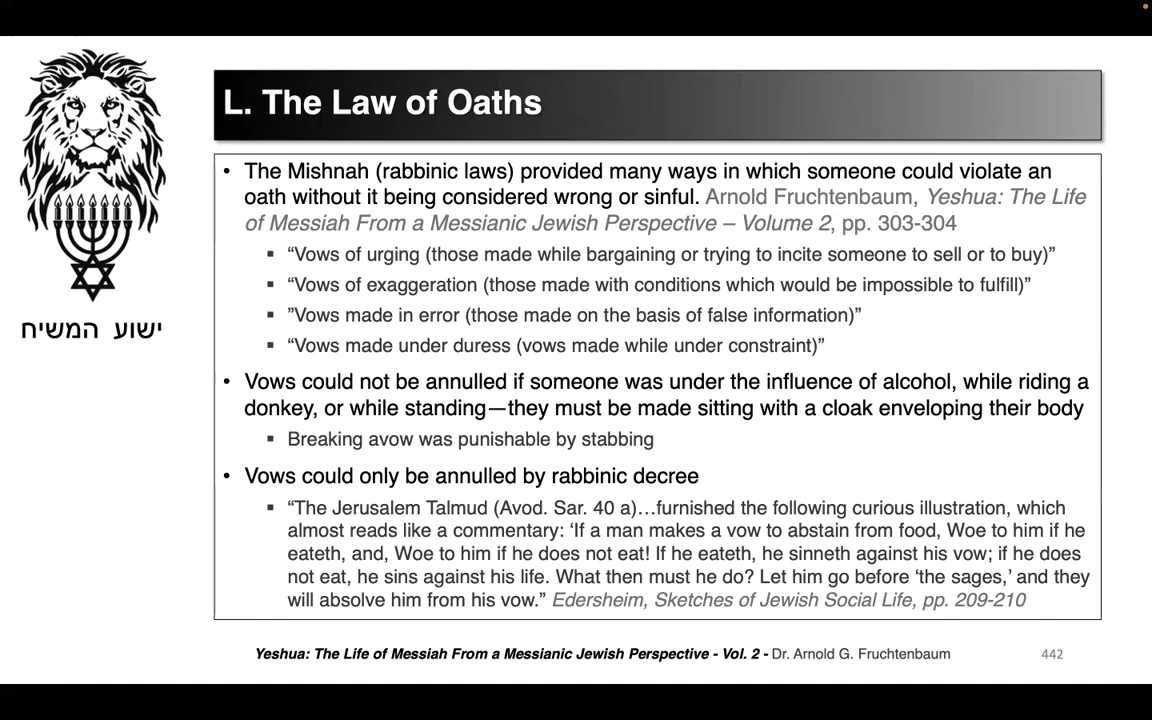 L. The Law of Oaths
ישוע המשיח
• The Mishnah (rabbinic laws) provided many ways in which someone could violate an
oath without it being considered wrong or sinful. Arnold Fruchtenbaum, Yeshua: The Life
of Messiah From a Messianic Jewish Perspective – Volume 2, pp. 303-304
▪ “Vows of urging (those made while bargaining or trying to incite someone to sell or to buy)”
▪ “Vows of exaggeration (those made with conditions which would be impossible to fulfill)”
▪ ”Vows made in error (those made on the basis of false information)”
▪ “Vows made under duress (vows made while under constraint)”
• Vows could not be annulled if someone was under the influence of alcohol, while riding a
donkey, or while standing—they must be made sitting with a cloak enveloping their body
▪ Breaking avow was punishable by stabbing
• Vows could only be annulled by rabbinic decree
▪ “The Jerusalem Talmud (Avod. Sar. 40 a)…furnished the following curious illustration, which
almost reads like a commentary: ‘If a man makes a vow to abstain from food, Woe to him if he
eateth, and, Woe to him if he does not eat! If he eateth, he sinneth against his vow; if he does
not eat, he sins against his life. What then must he do? Let him go before ‘the sages,’ and they
will absolve him from his vow.” Edersheim, Sketches of Jewish Social Life, pp. 209-210
Yeshua: The Life of Messiah From a Messianic Jewish Perspective - Vol. 2 - Dr. Arnold G. Fruchtenbaum
442